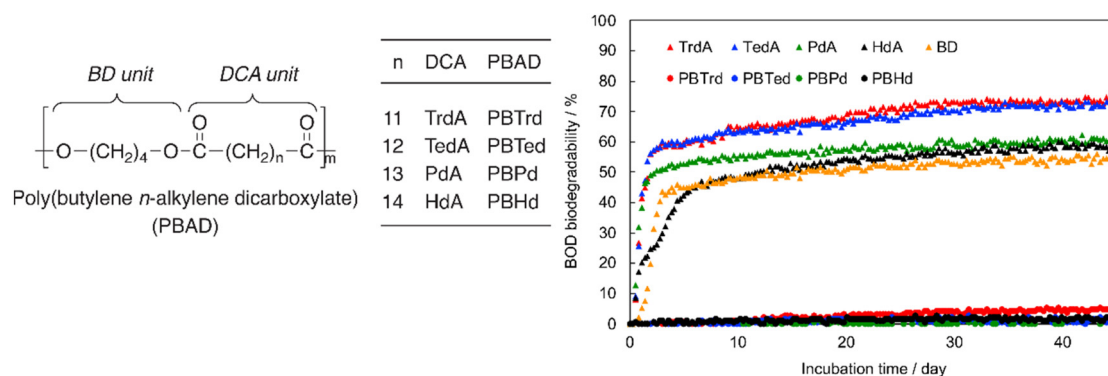 BD unit DCA unit
O O
O—(CH₂)₄—O—C—(CH₂)ₙ—C
m
Poly(butylene n-alkylene dicarboxylate)
(PBAD)
n DCA PBAD
11 TrdA PBTrd
12 TedA PBTed
13 PdA PBPd
14 HdA PBHd
BOD biodegradability / %
100
90
80
70
60
50
40
30
20
10
0
TrdA TedA PdA HdA BD
PBTrd PBTed PBPd PBHd
0 10 20 30 40
Incubation time / day